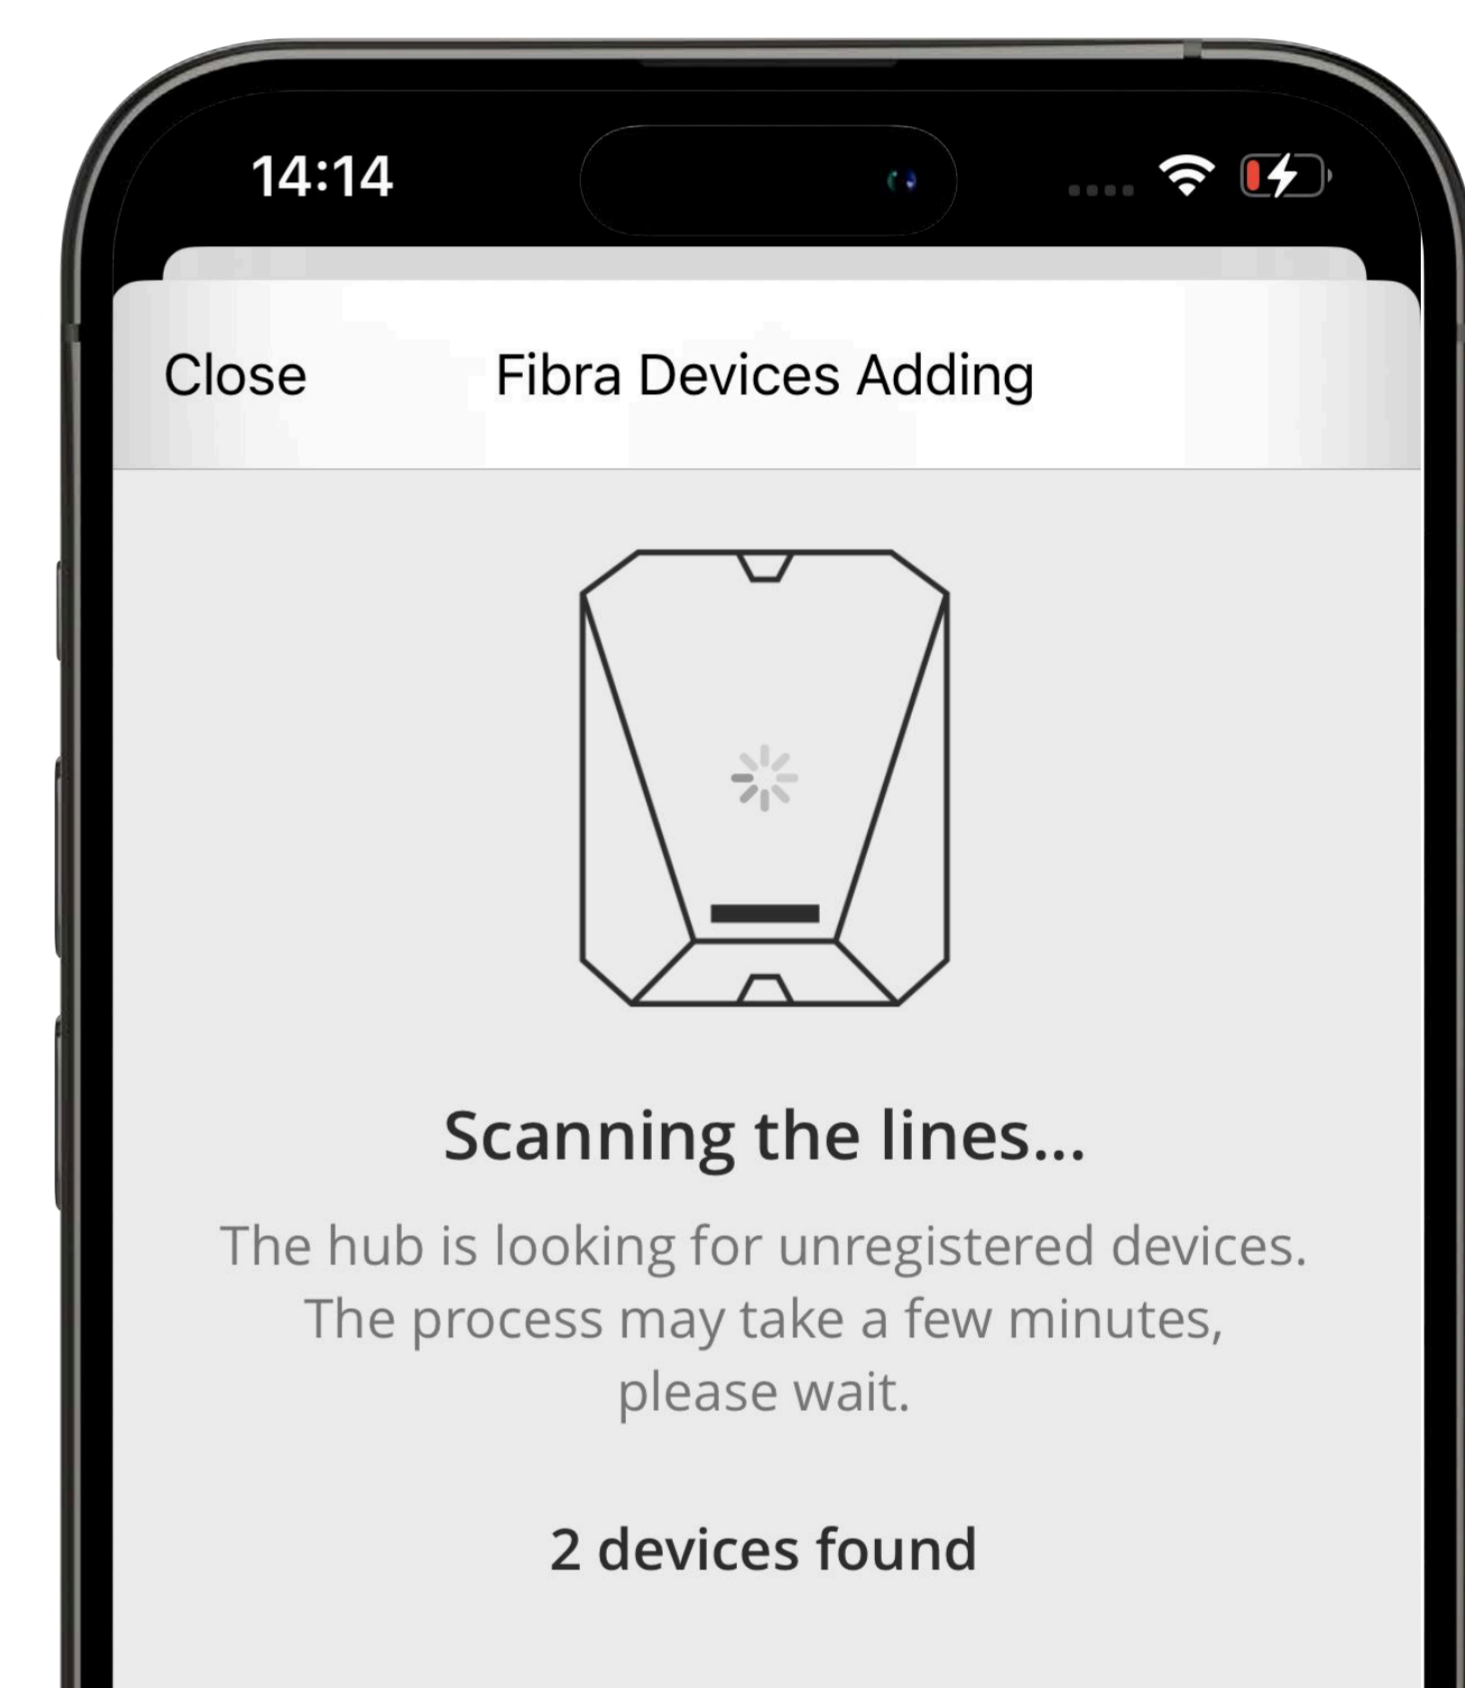 14:14
Close
Fibra Devices Adding
Scanning the lines...
The hub is looking for unregistered devices.
The process may take a few minutes,
please wait.
2 devices found